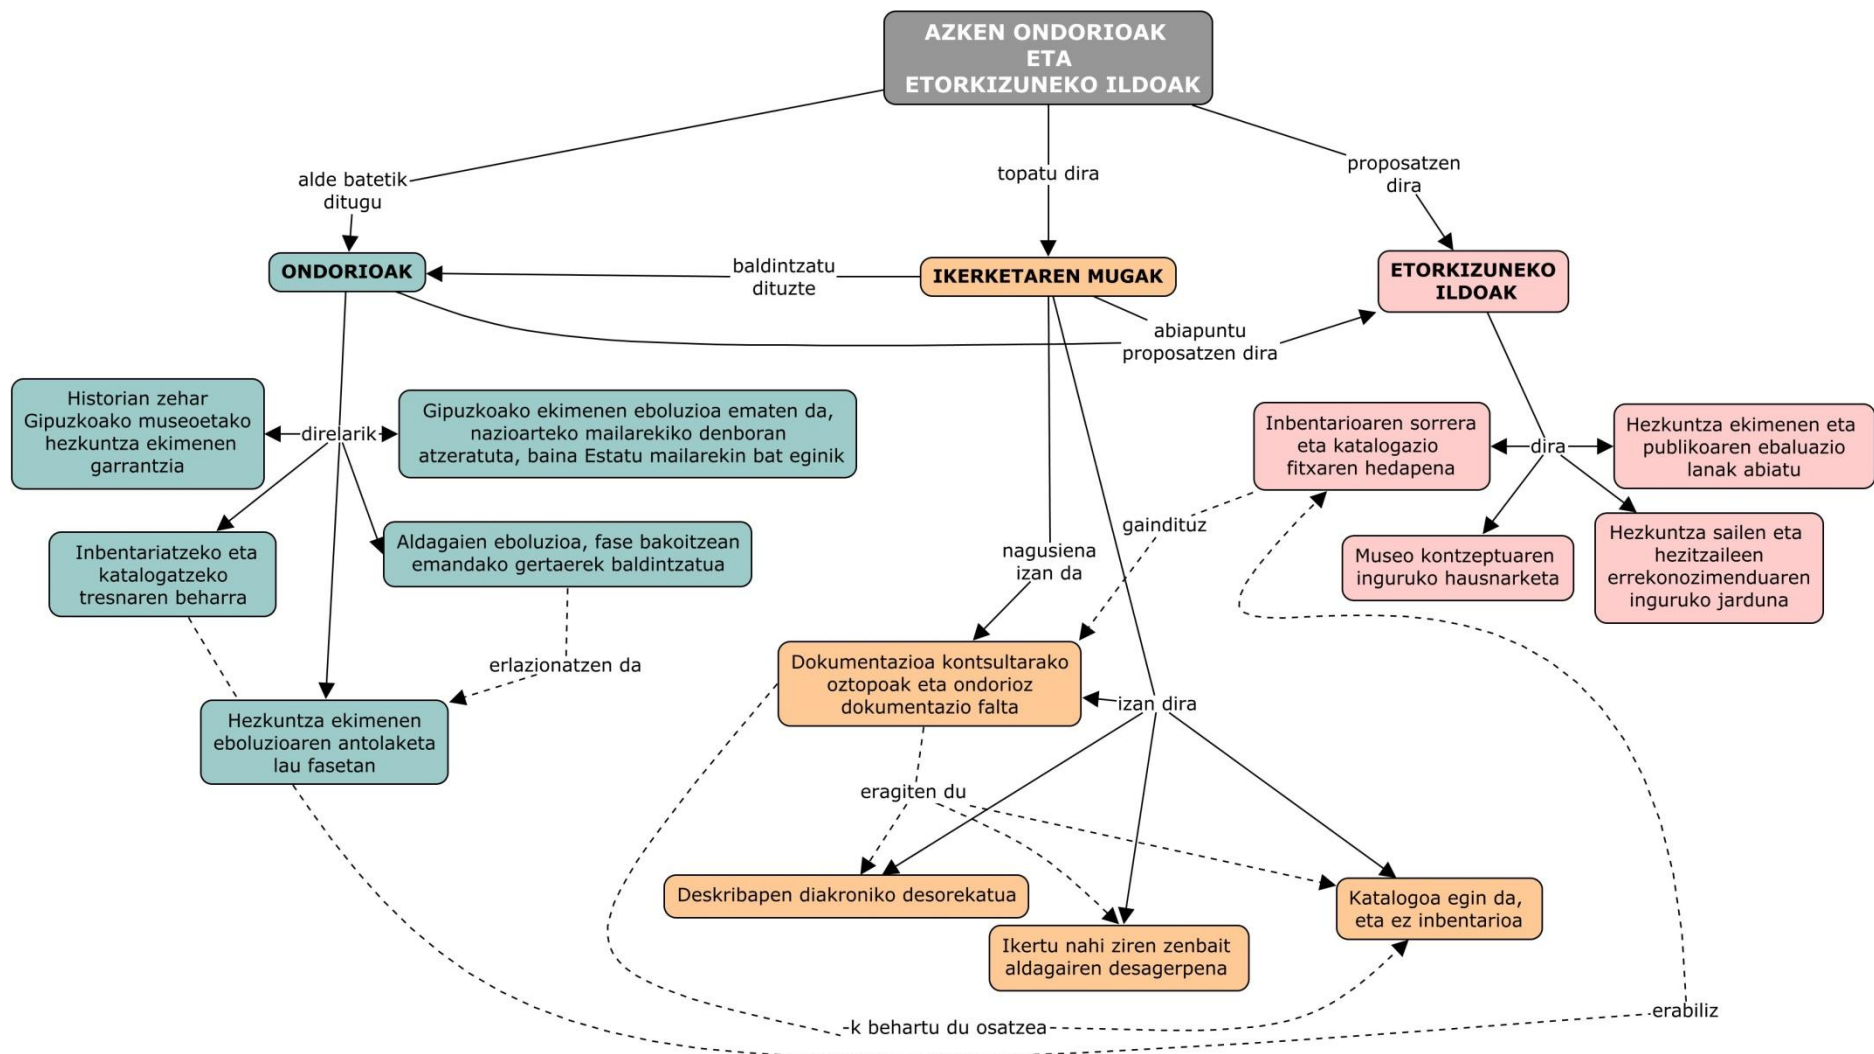 AZKEN ONDORIOAK
ETA
ETORKIZUNEKO ILDOAK
alde batetik
ditugu
topatu dira
proposatzen
dira
ONDORIOAK
baldintzatu
dituzte
IKERKETAREN MUGAK
ETORKIZUNEKO
ILDOAK
abiapuntu
proposatzen dira
Historian zehar
Gipuzkoako museoetako
hezkuntza ekimenen
garrantzia
direlarik
Gipuzkoako ekimenen eboluzioa ematen da,
nazioarteko mailarekiko denboran
atzeratuta, baina Estatu mailarekin bat eginik
Inbentarioaren sorrera
eta katalogazio
fitxaren hedapena
dira
Hezkuntza ekimenen eta
publikoaren ebaluazio
lanak abiatu
Inbentariatzeko eta
katalogatzeko
tresnaren beharra
Aldagaien eboluzioa, fase bakoitzean
emandako gertaerek baldintzatua
nagusiena
izan da
gaindituz
Museo kontzeptuaren
inguruko hausnarketa
Hezkuntza sailen eta
hezitzaileen
errekonozimenduaren
inguruko jarduna
erlazionatzen da
Dokumentazioa kontsultarako
oztopoak eta ondorioz
dokumentazio falta
izan dira
Hezkuntza ekimenen
eboluzioaren antolaketa
lau fasetan
eragiten du
Deskribapen diakroniko desorekatua
Ikertu nahi ziren zenbait
aldagairen desagerpena
Katalogoa egin da,
eta ez inbentarioa
-k behartu du osatzea
erabiliz